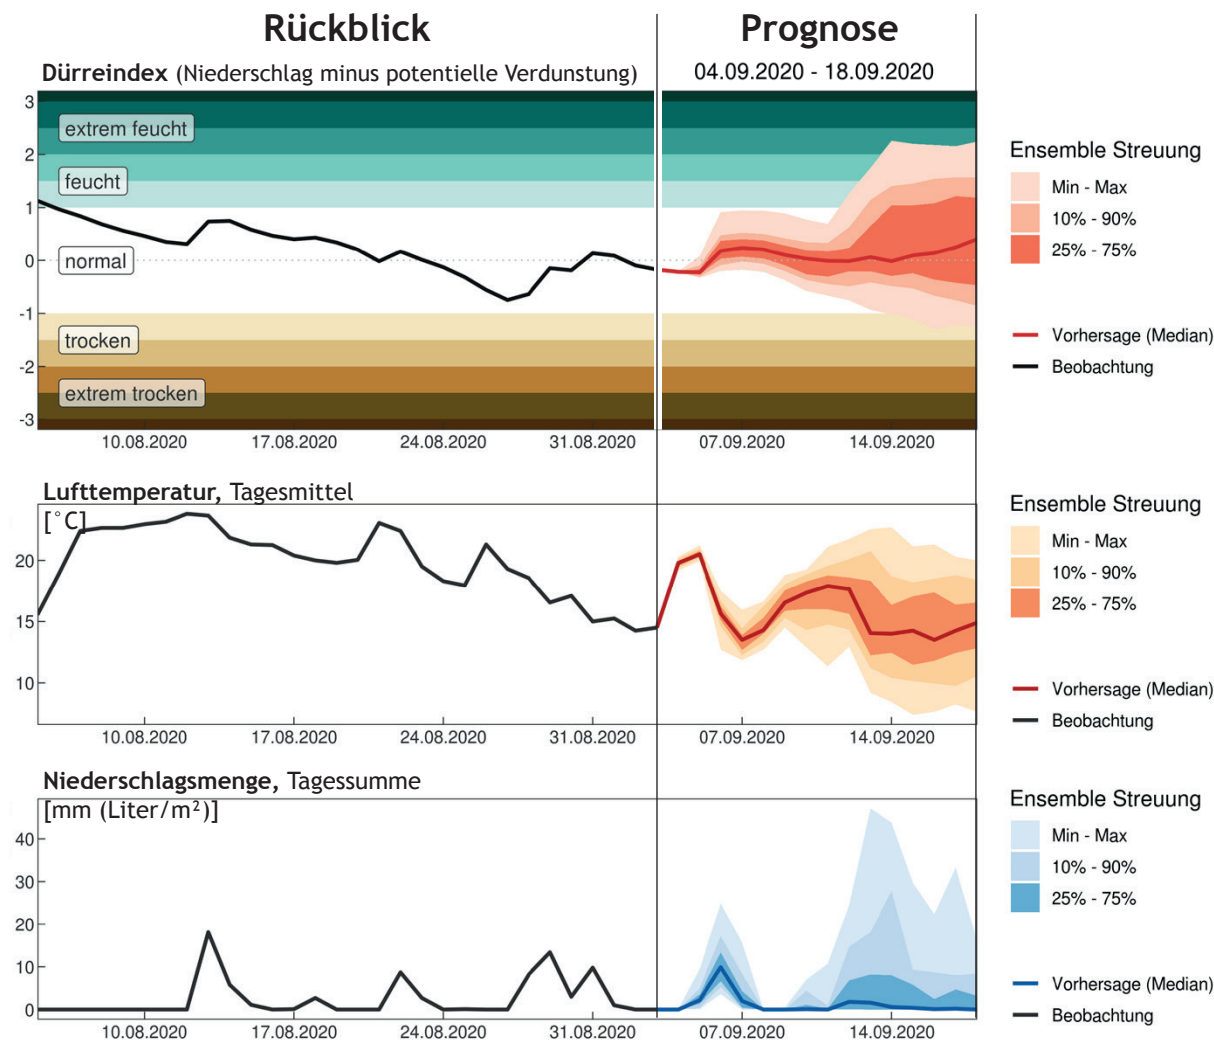 Rückblick
Prognose
Dürreindex (Niederschlag minus potentielle Verdunstung)
04.09.2020 - 18.09.2020
3
2
1
0
-1
-2
-3
extrem feucht
feucht
normal
trocken
extrem trocken
10.08.2020
17.08.2020
24.08.2020
31.08.2020
07.09.2020
14.09.2020
Ensemble Streuung
Min - Max
10% - 90%
25% - 75%
Vorhersage (Median)
Beobachtung
Lufttemperatur, Tagesmittel
[°C]
20
15
10
10.08.2020
17.08.2020
24.08.2020
31.08.2020
07.09.2020
14.09.2020
Ensemble Streuung
Min - Max
10% - 90%
25% - 75%
Vorhersage (Median)
Beobachtung
Niederschlagsmenge, Tagessumme
[mm (Liter/m²)]
40
30
20
10
0
10.08.2020
17.08.2020
24.08.2020
31.08.2020
07.09.2020
14.09.2020
Ensemble Streuung
Min - Max
10% - 90%
25% - 75%
Vorhersage (Median)
Beobachtung